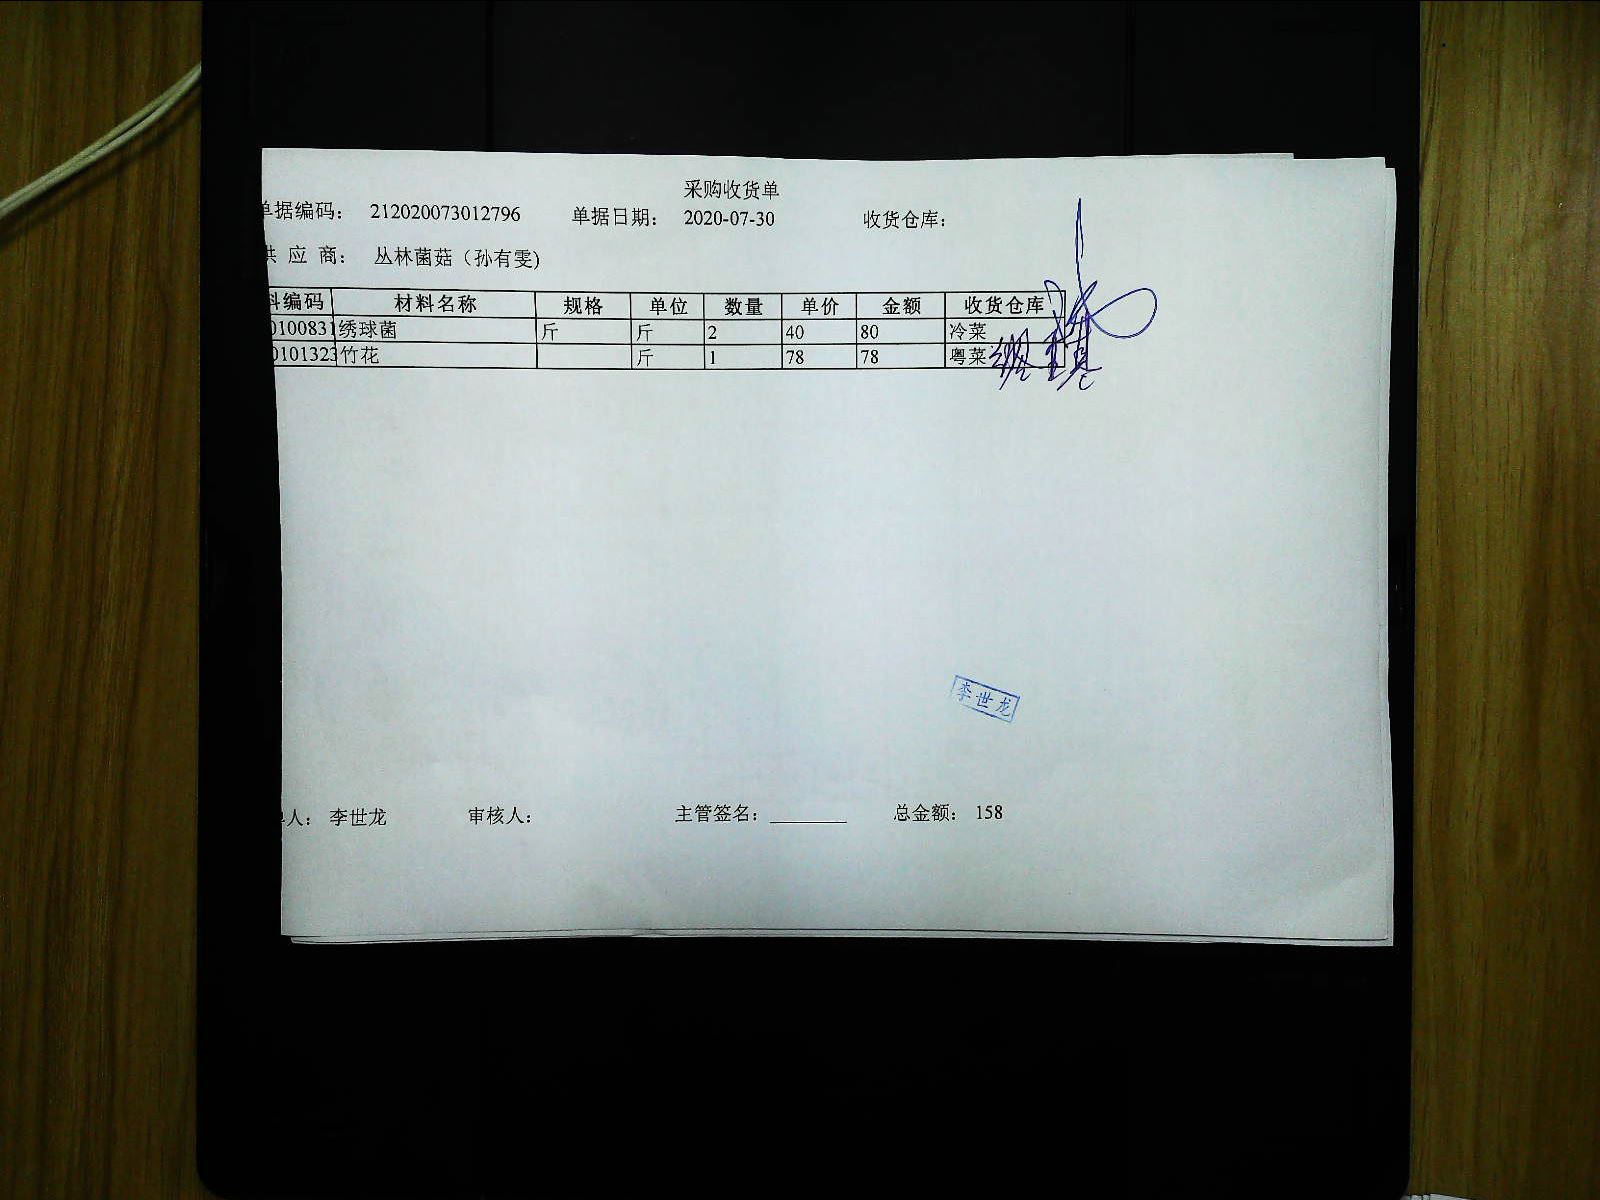 采购收货单
单据编码： 212020073012796 单据日期： 2020-07-30 收货仓库：
供 应 商： 丛林菌菇（孙有雯）
料编码 材料名称 规格 单位 数量 单价 金额 收货仓库
0100831 绣球菌 斤 斤 2 40 80 冷菜
0101323 竹花 斤 1 78 78 粤菜
李世龙
单人： 李世龙 审核人： 主管签名： 总金额： 158